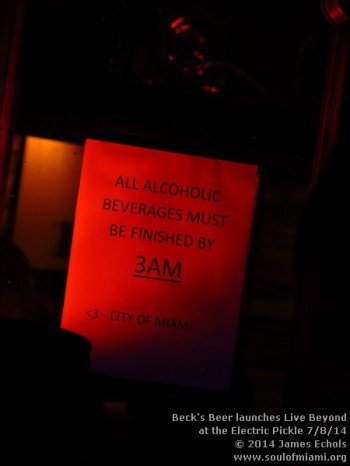 ALL ALCOHOLIC
BEVERAGES MUST
BE FINISHED BY
3AM
<3 - CITY OF MIAMI
Beck's Beer launches Live Beyond
at the Electric Pickle 7/8/14
© 2014 James Echols
www.soulofmiami.org